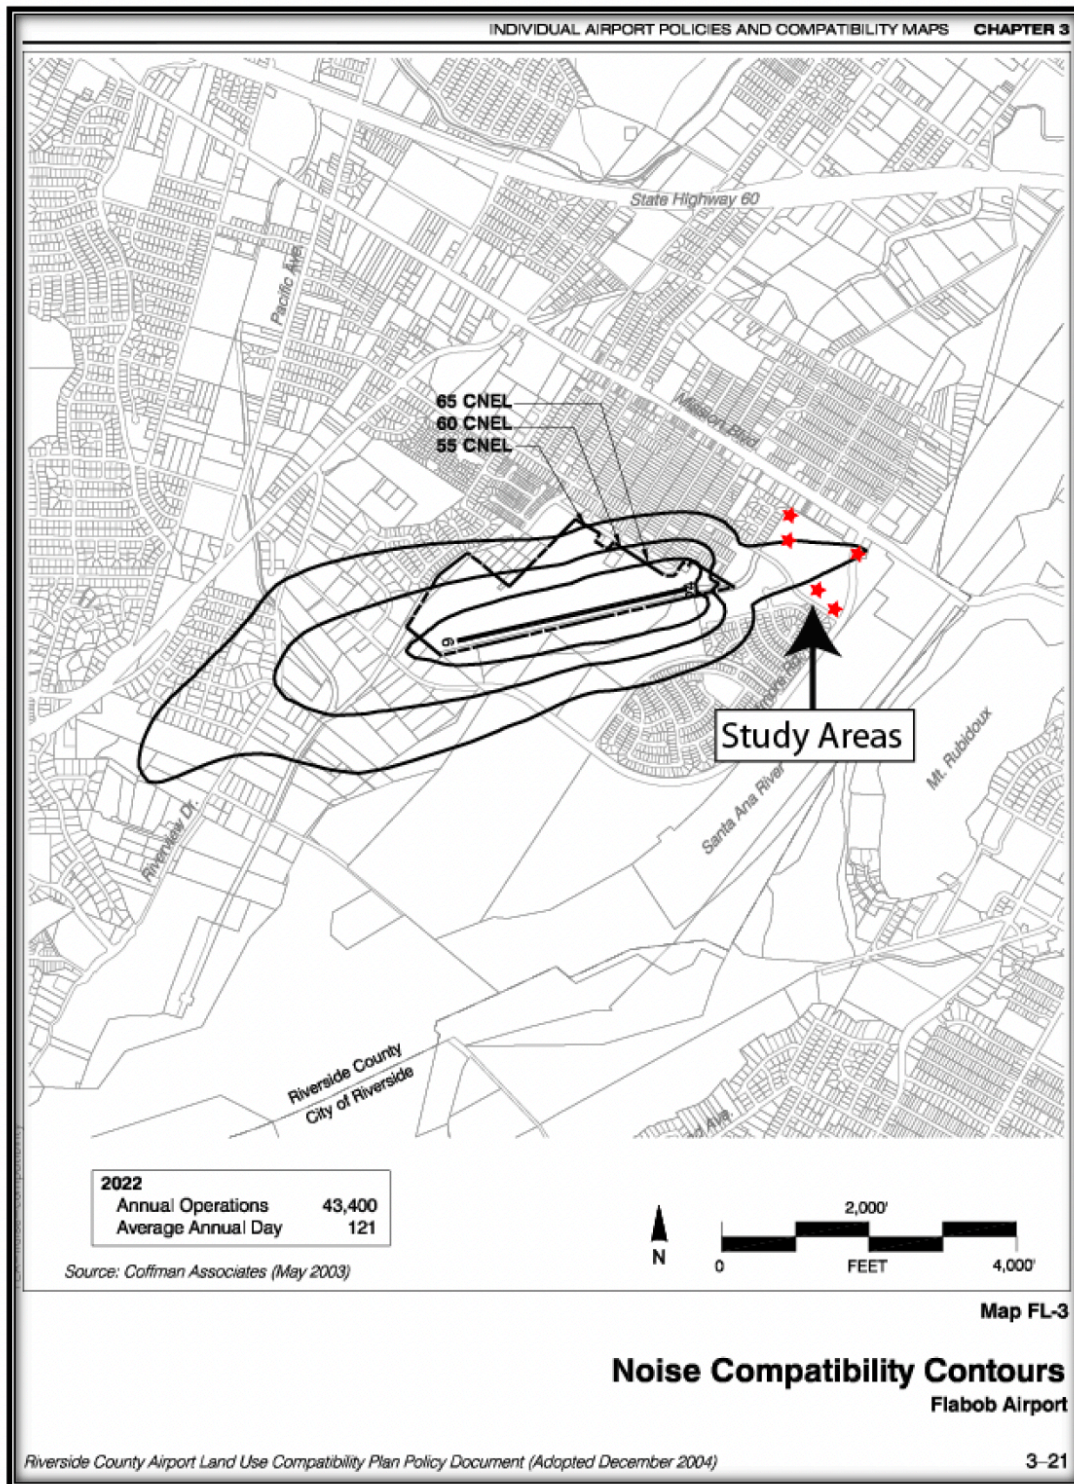 INDIVIDUAL AIRPORT POLICIES AND COMPATIBILITY MAPS CHAPTER 3
State Highway 60
Pacific Ave.
65 CNEL
60 CNEL
55 CNEL
Mission Blvd
6
Study Areas
Mt. Rubidoux
Santa Ana River
Riverview Dr.
Riverside County
City of Riverside
Ave.
2022
Annual Operations 43,400
Average Annual Day 121
Source: Coffman Associates (May 2003)
N
2,000'
0 FEET 4,000'
Map FL-3
Noise Compatibility Contours
Flabob Airport
Riverside County Airport Land Use Compatibility Plan Policy Document (Adopted December 2004) 3–21